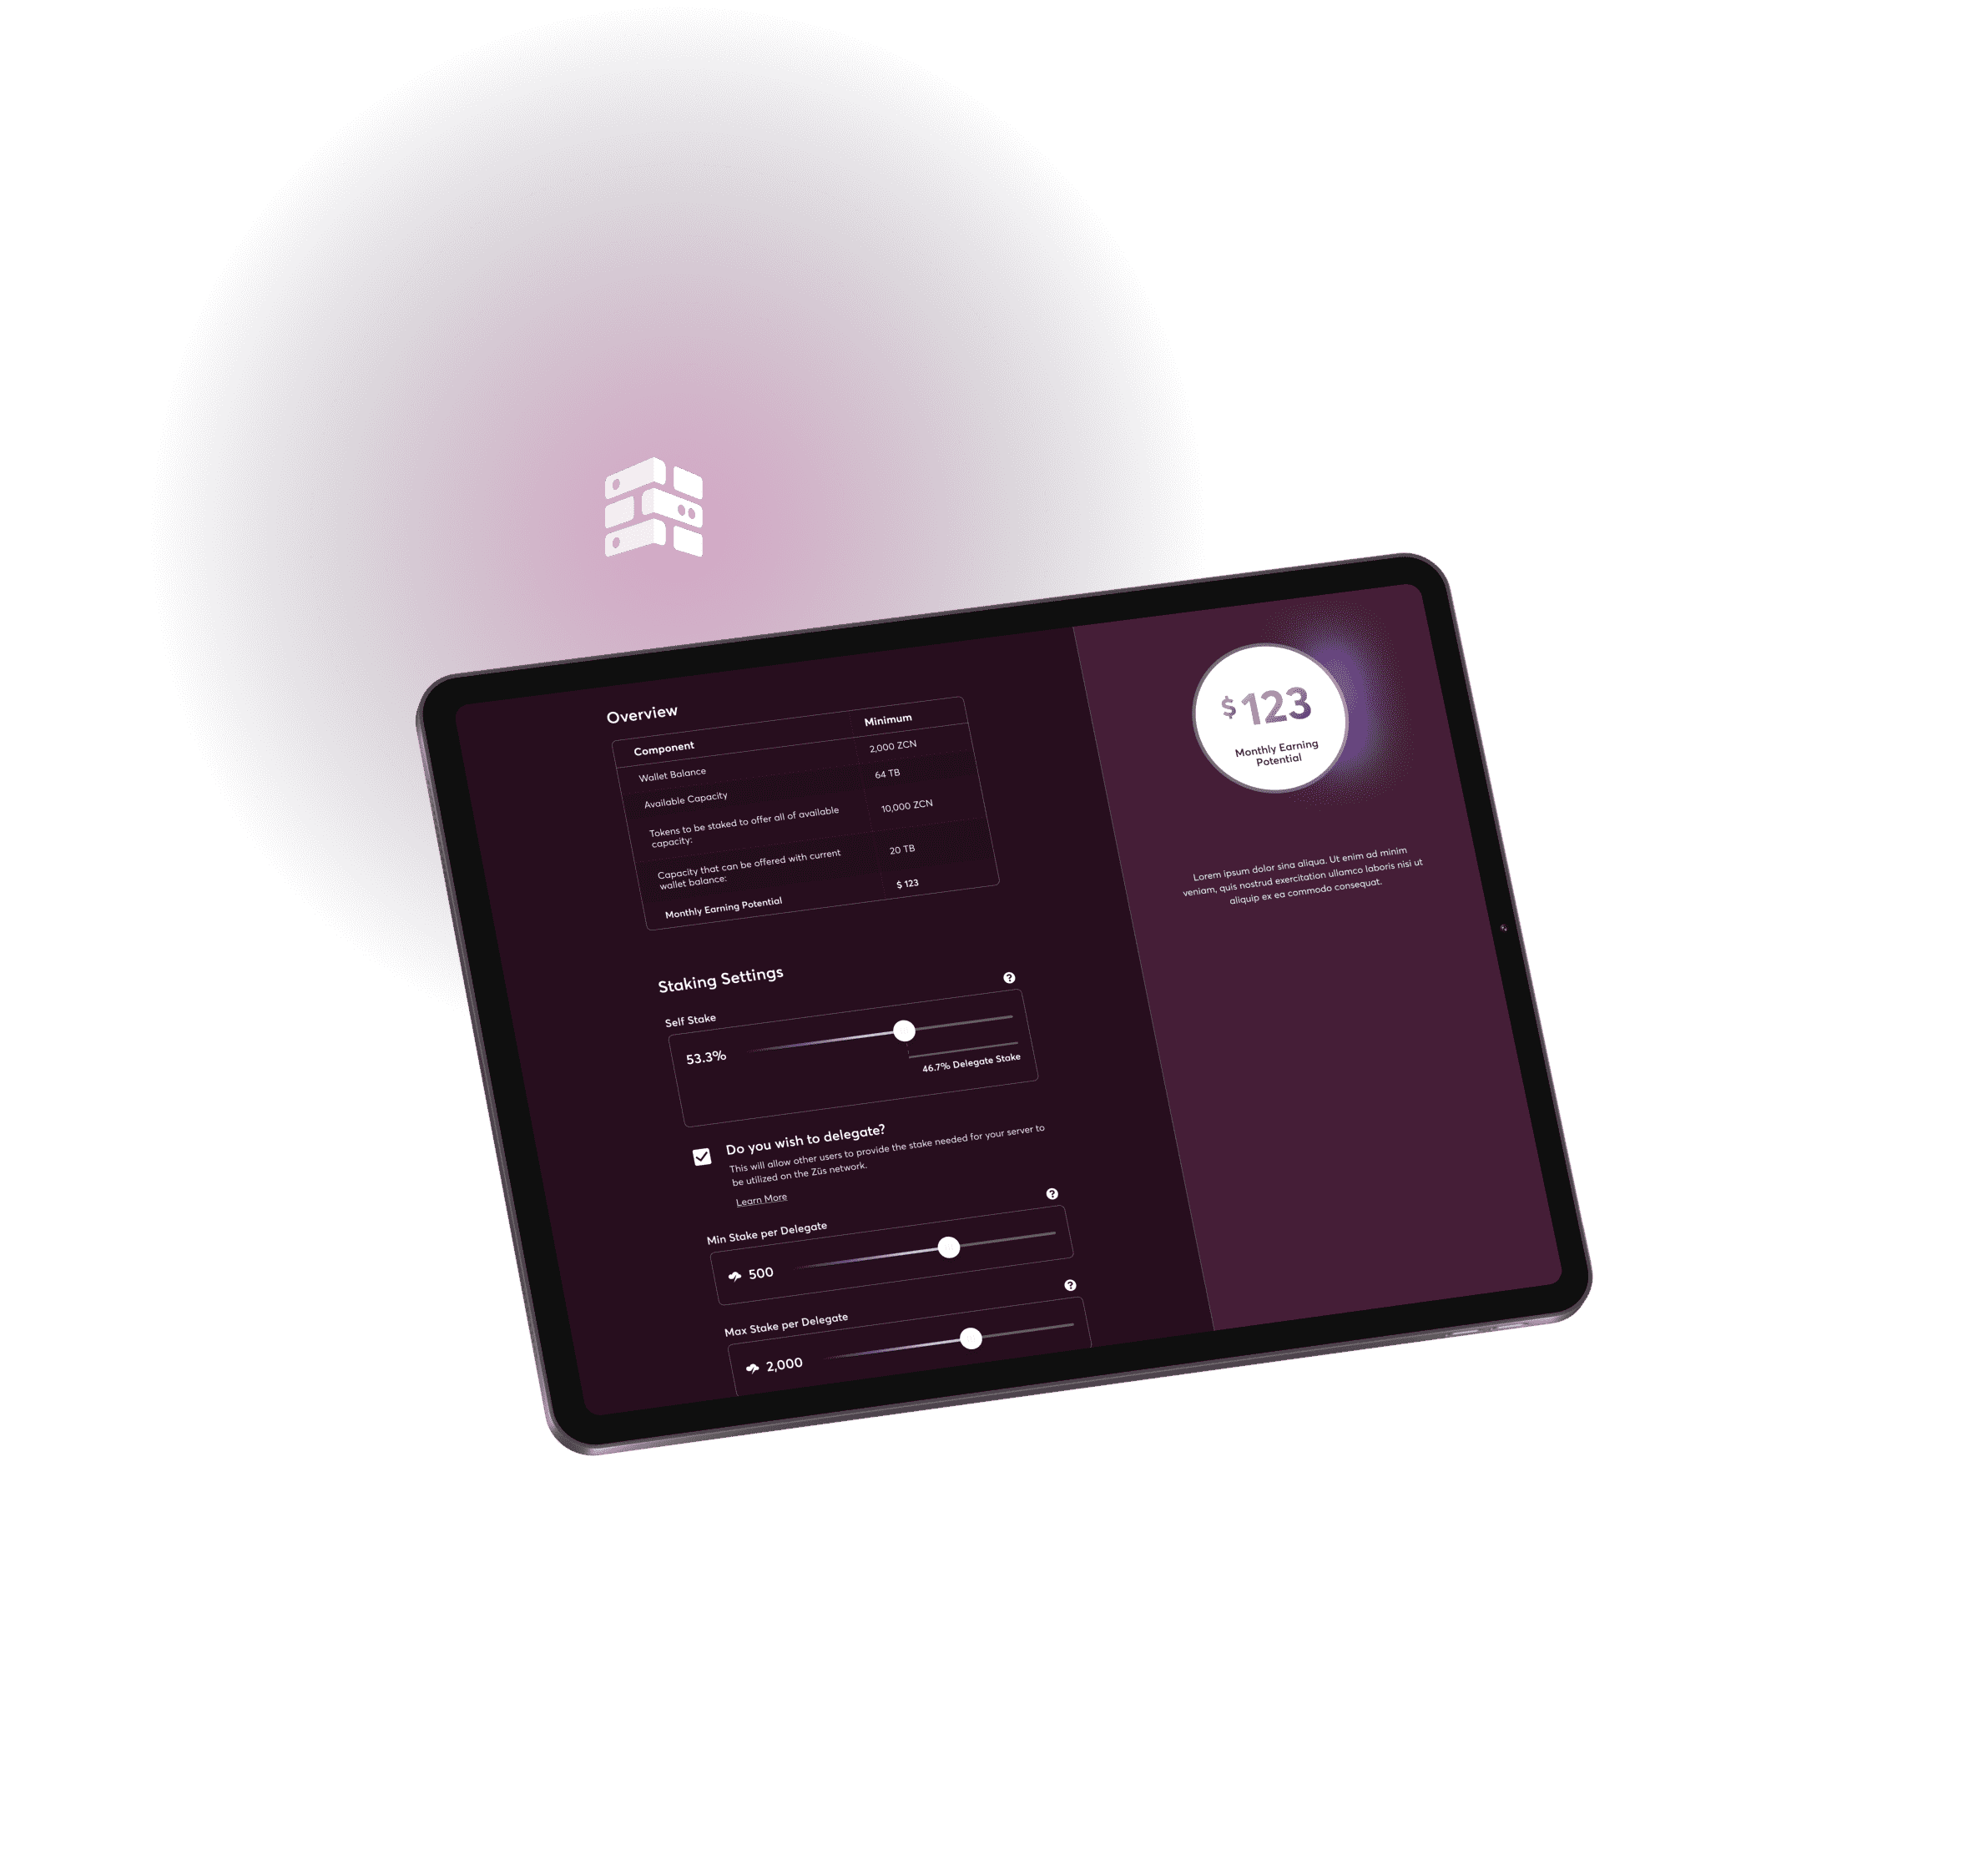 Overview
Component Minimum
Wallet Balance 2,000 ZCN
Available Capacity 64 TB
Tokens to be staked to offer all of available
capacity: 10,000 ZCN
Capacity that can be offered with current
wallet balance: 20 TB
Monthly Earning Potential $ 123
Staking Settings
?
Self Stake
53.3%
46.7% Delegate Stake
Do you wish to delegate?
This will allow other users to provide the stake needed for your server to
be utilized on the Züs network.
Learn More
?
Min Stake per Delegate
500
?
Max Stake per Delegate
2,000
$123
Monthly Earning
Potential
Lorem ipsum dolor sina aliqua. Ut enim ad minim
veniam, quis nostrud exercitation ullamco laboris nisi ut
aliquip ex ea commodo consequat.